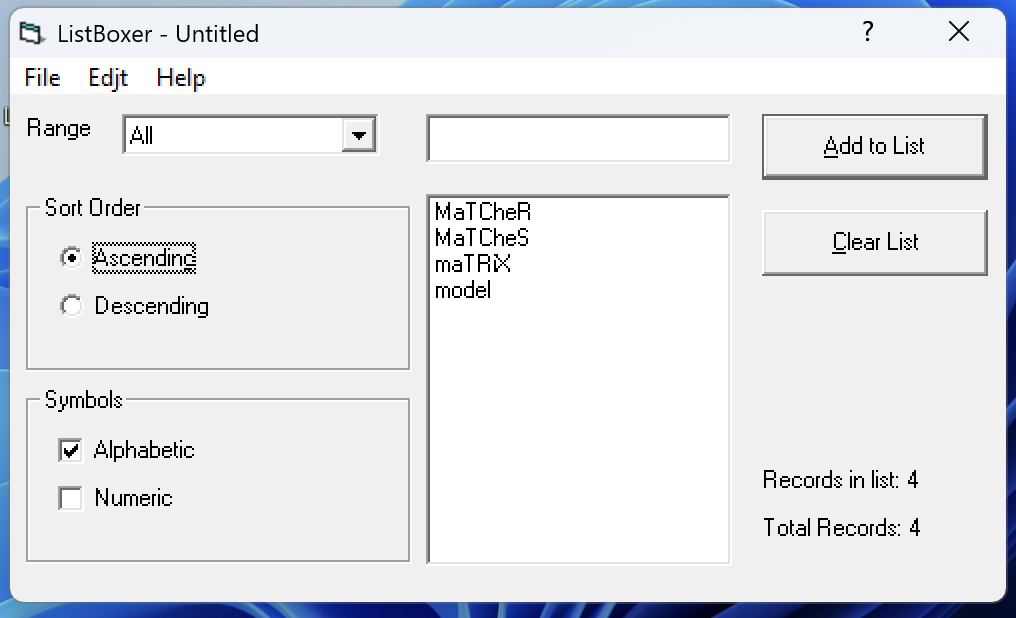 ListBoxer - Untitled
?
File Edjt Help
Range
All
Add to List
Sort Order
Ascending
Descending
MaTCheR
MaTCheS
maTRiX
model
Clear List
Symbols
Alphabetic
Numeric
Records in list: 4
Total Records: 4